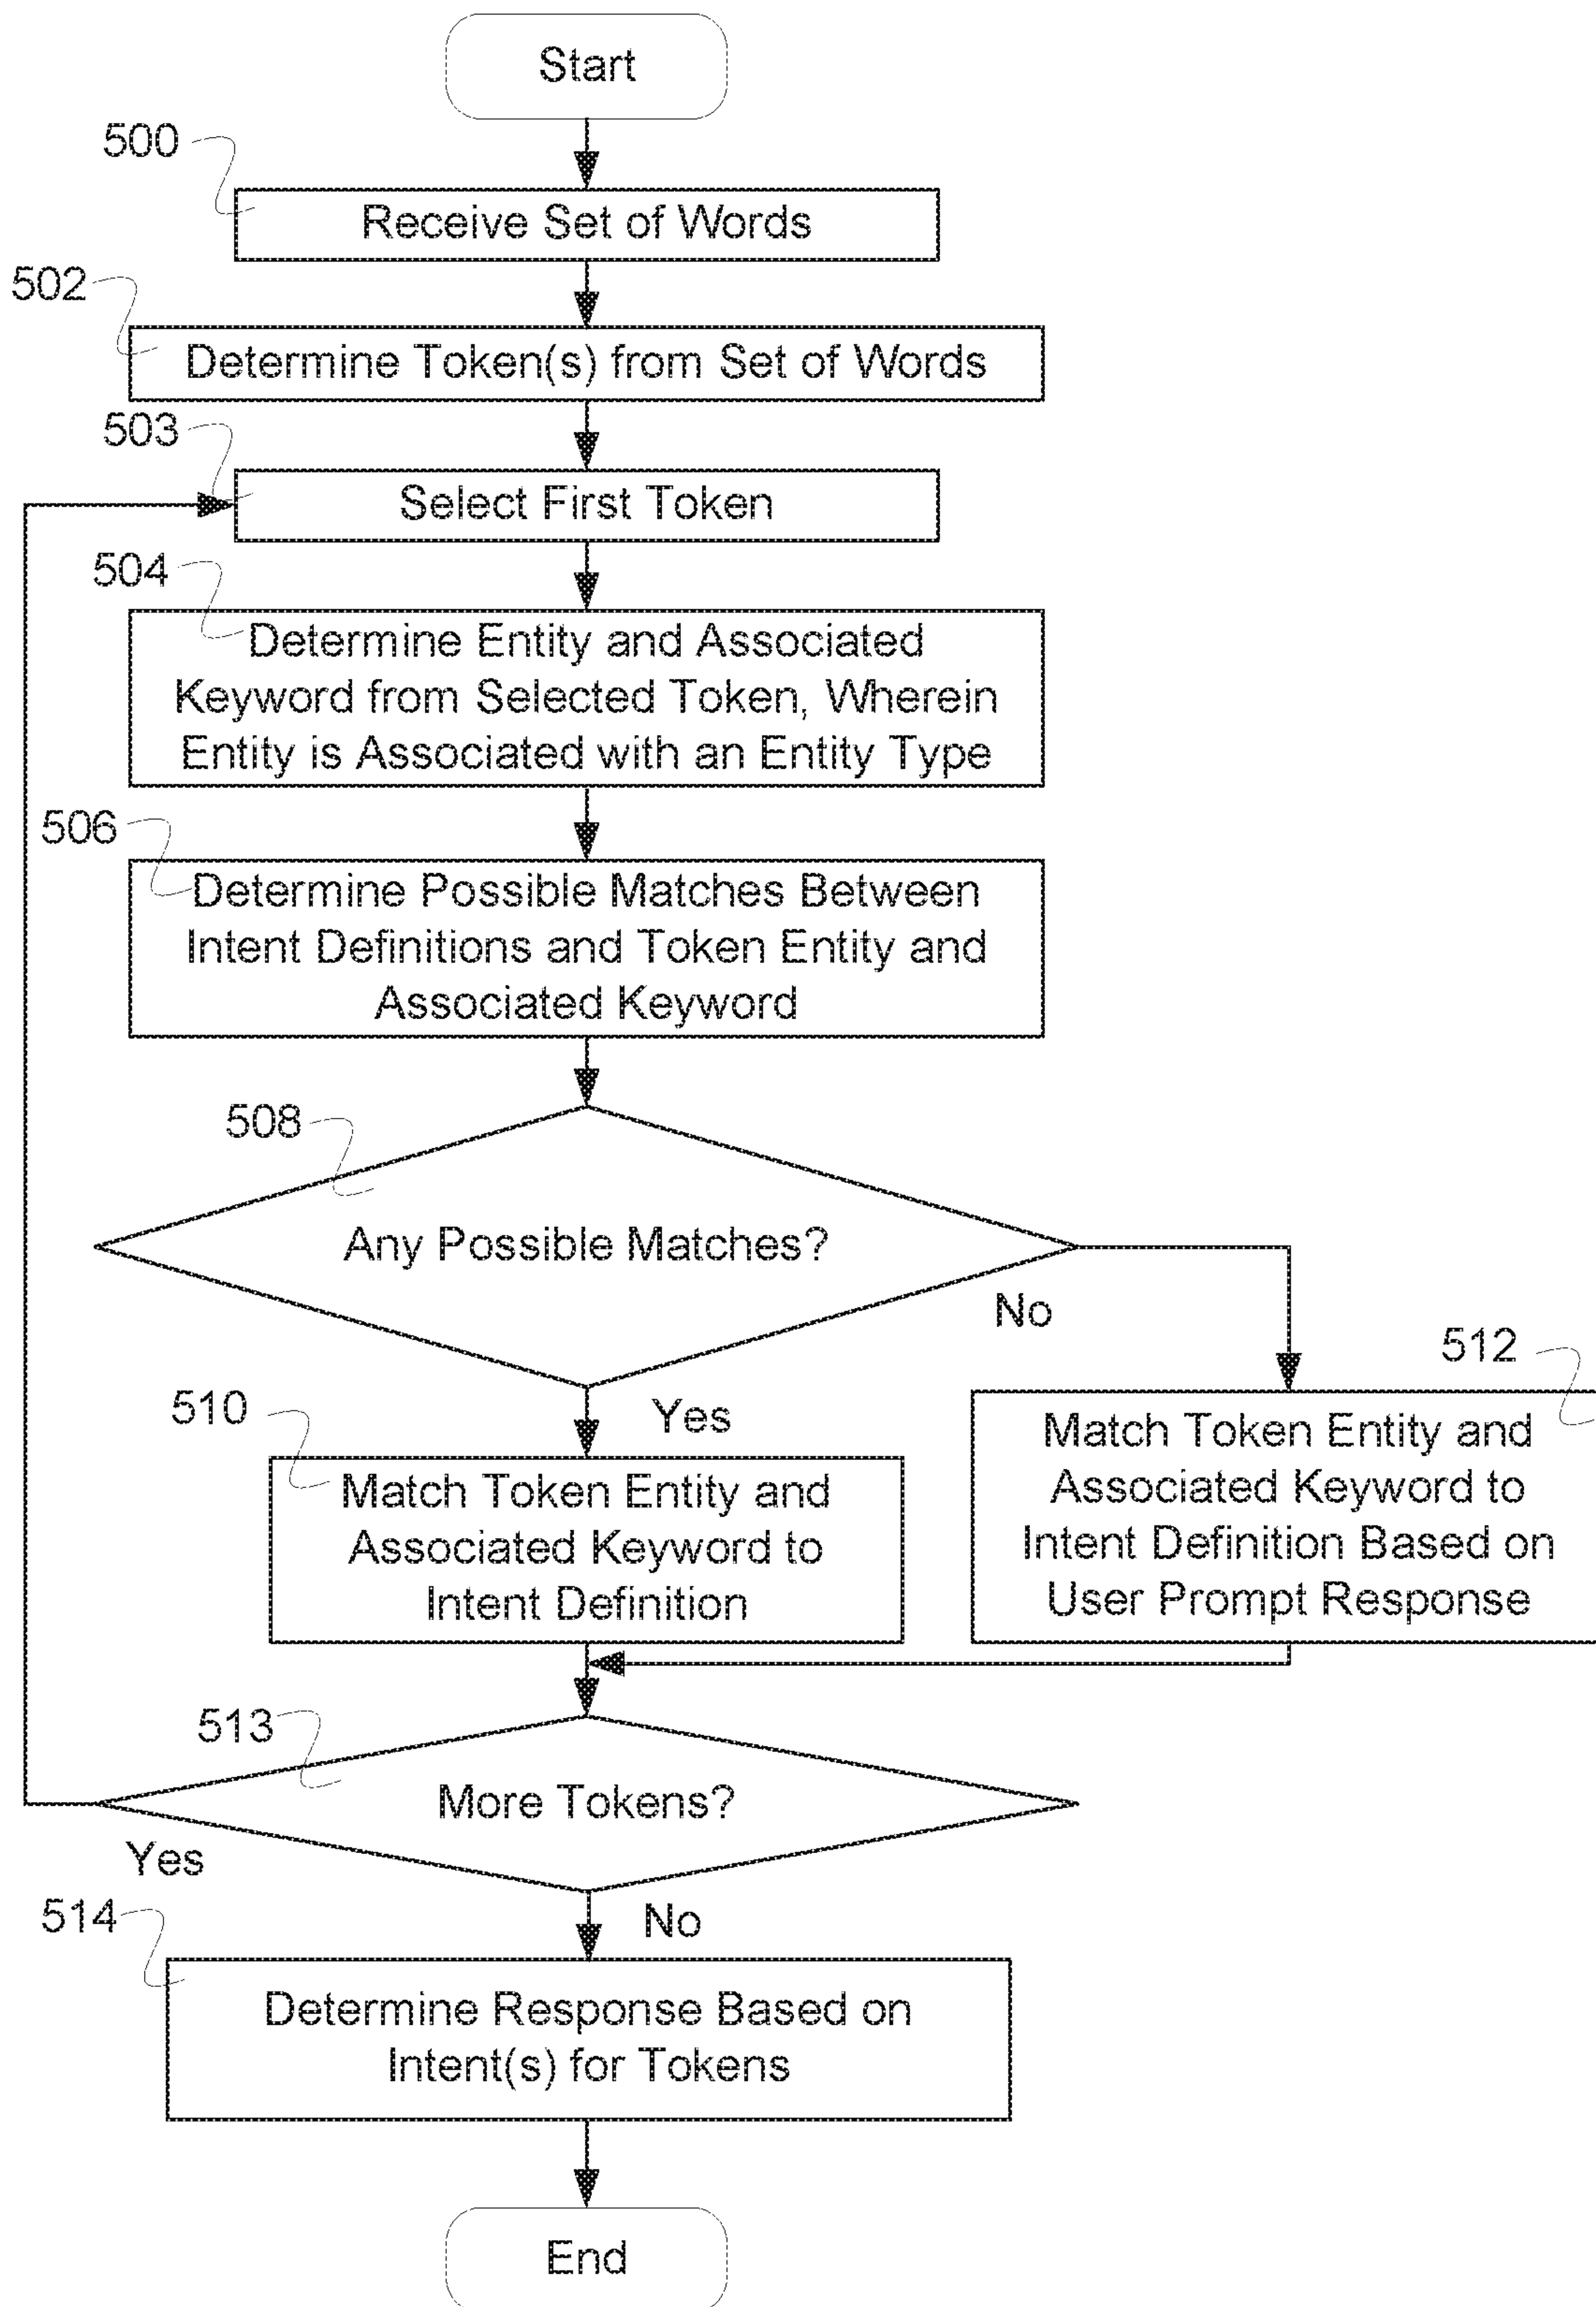 Start
500
Receive Set of Words
502
Determine Token(s) from Set of Words
503
Select First Token
504
Determine Entity and Associated
Keyword from Selected Token, Wherein
Entity is Associated with an Entity Type
506
Determine Possible Matches Between
Intent Definitions and Token Entity and
Associated Keyword
508
Any Possible Matches?
No
512
510
Yes
Match Token Entity and
Associated Keyword to
Intent Definition
Match Token Entity and
Associated Keyword to
Intent Definition Based on
User Prompt Response
513
More Tokens?
Yes
514
No
Determine Response Based on
Intent(s) for Tokens
End